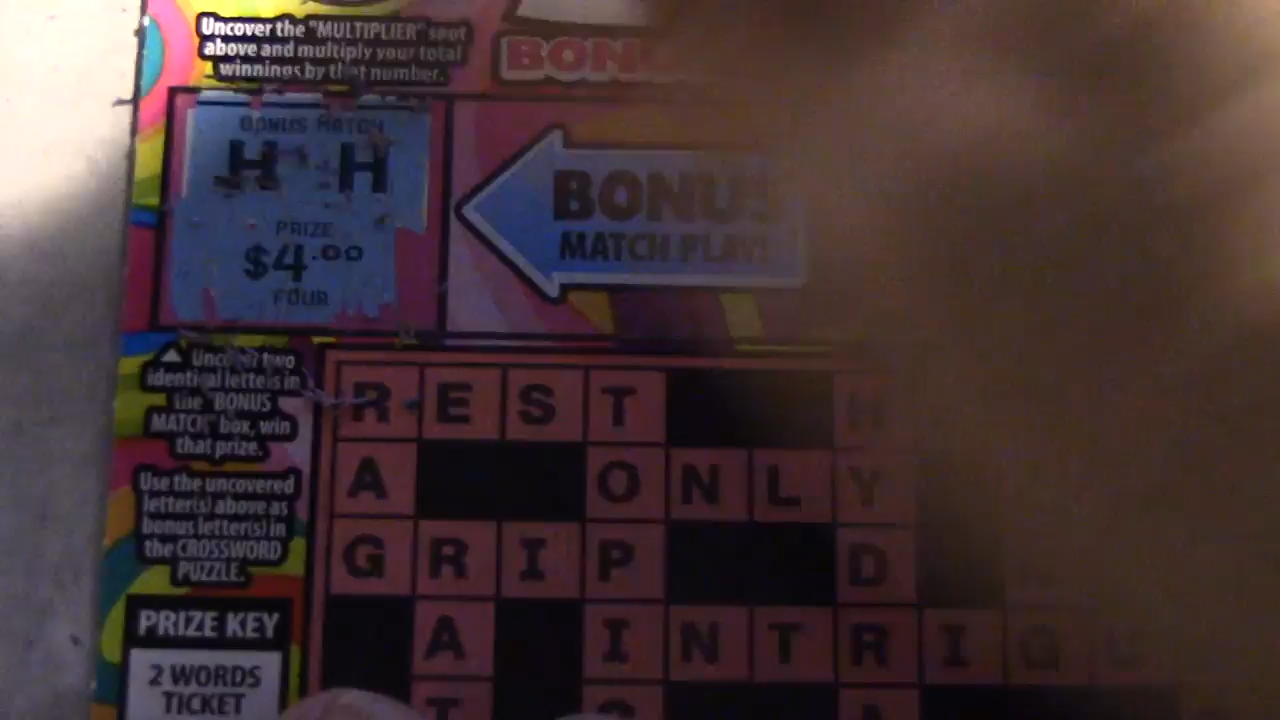 Uncover the "MULTIPLIER" spot
above and multiply your total
winnings by that number.
BONUS MATCH
H H
PRIZE
$4.00
FOUR
BONUS
MATCH PLAY!
Uncover two
identical letters in
the "BONUS
MATCH" box, win
that prize.
Use the uncovered
letter(s) above as
bonus letter(s) in
the CROSSWORD
PUZZLE.
PRIZE KEY
2 WORDS
TICKET
R E S T H
A O N L Y
G R I P D
A I N T R I G
T